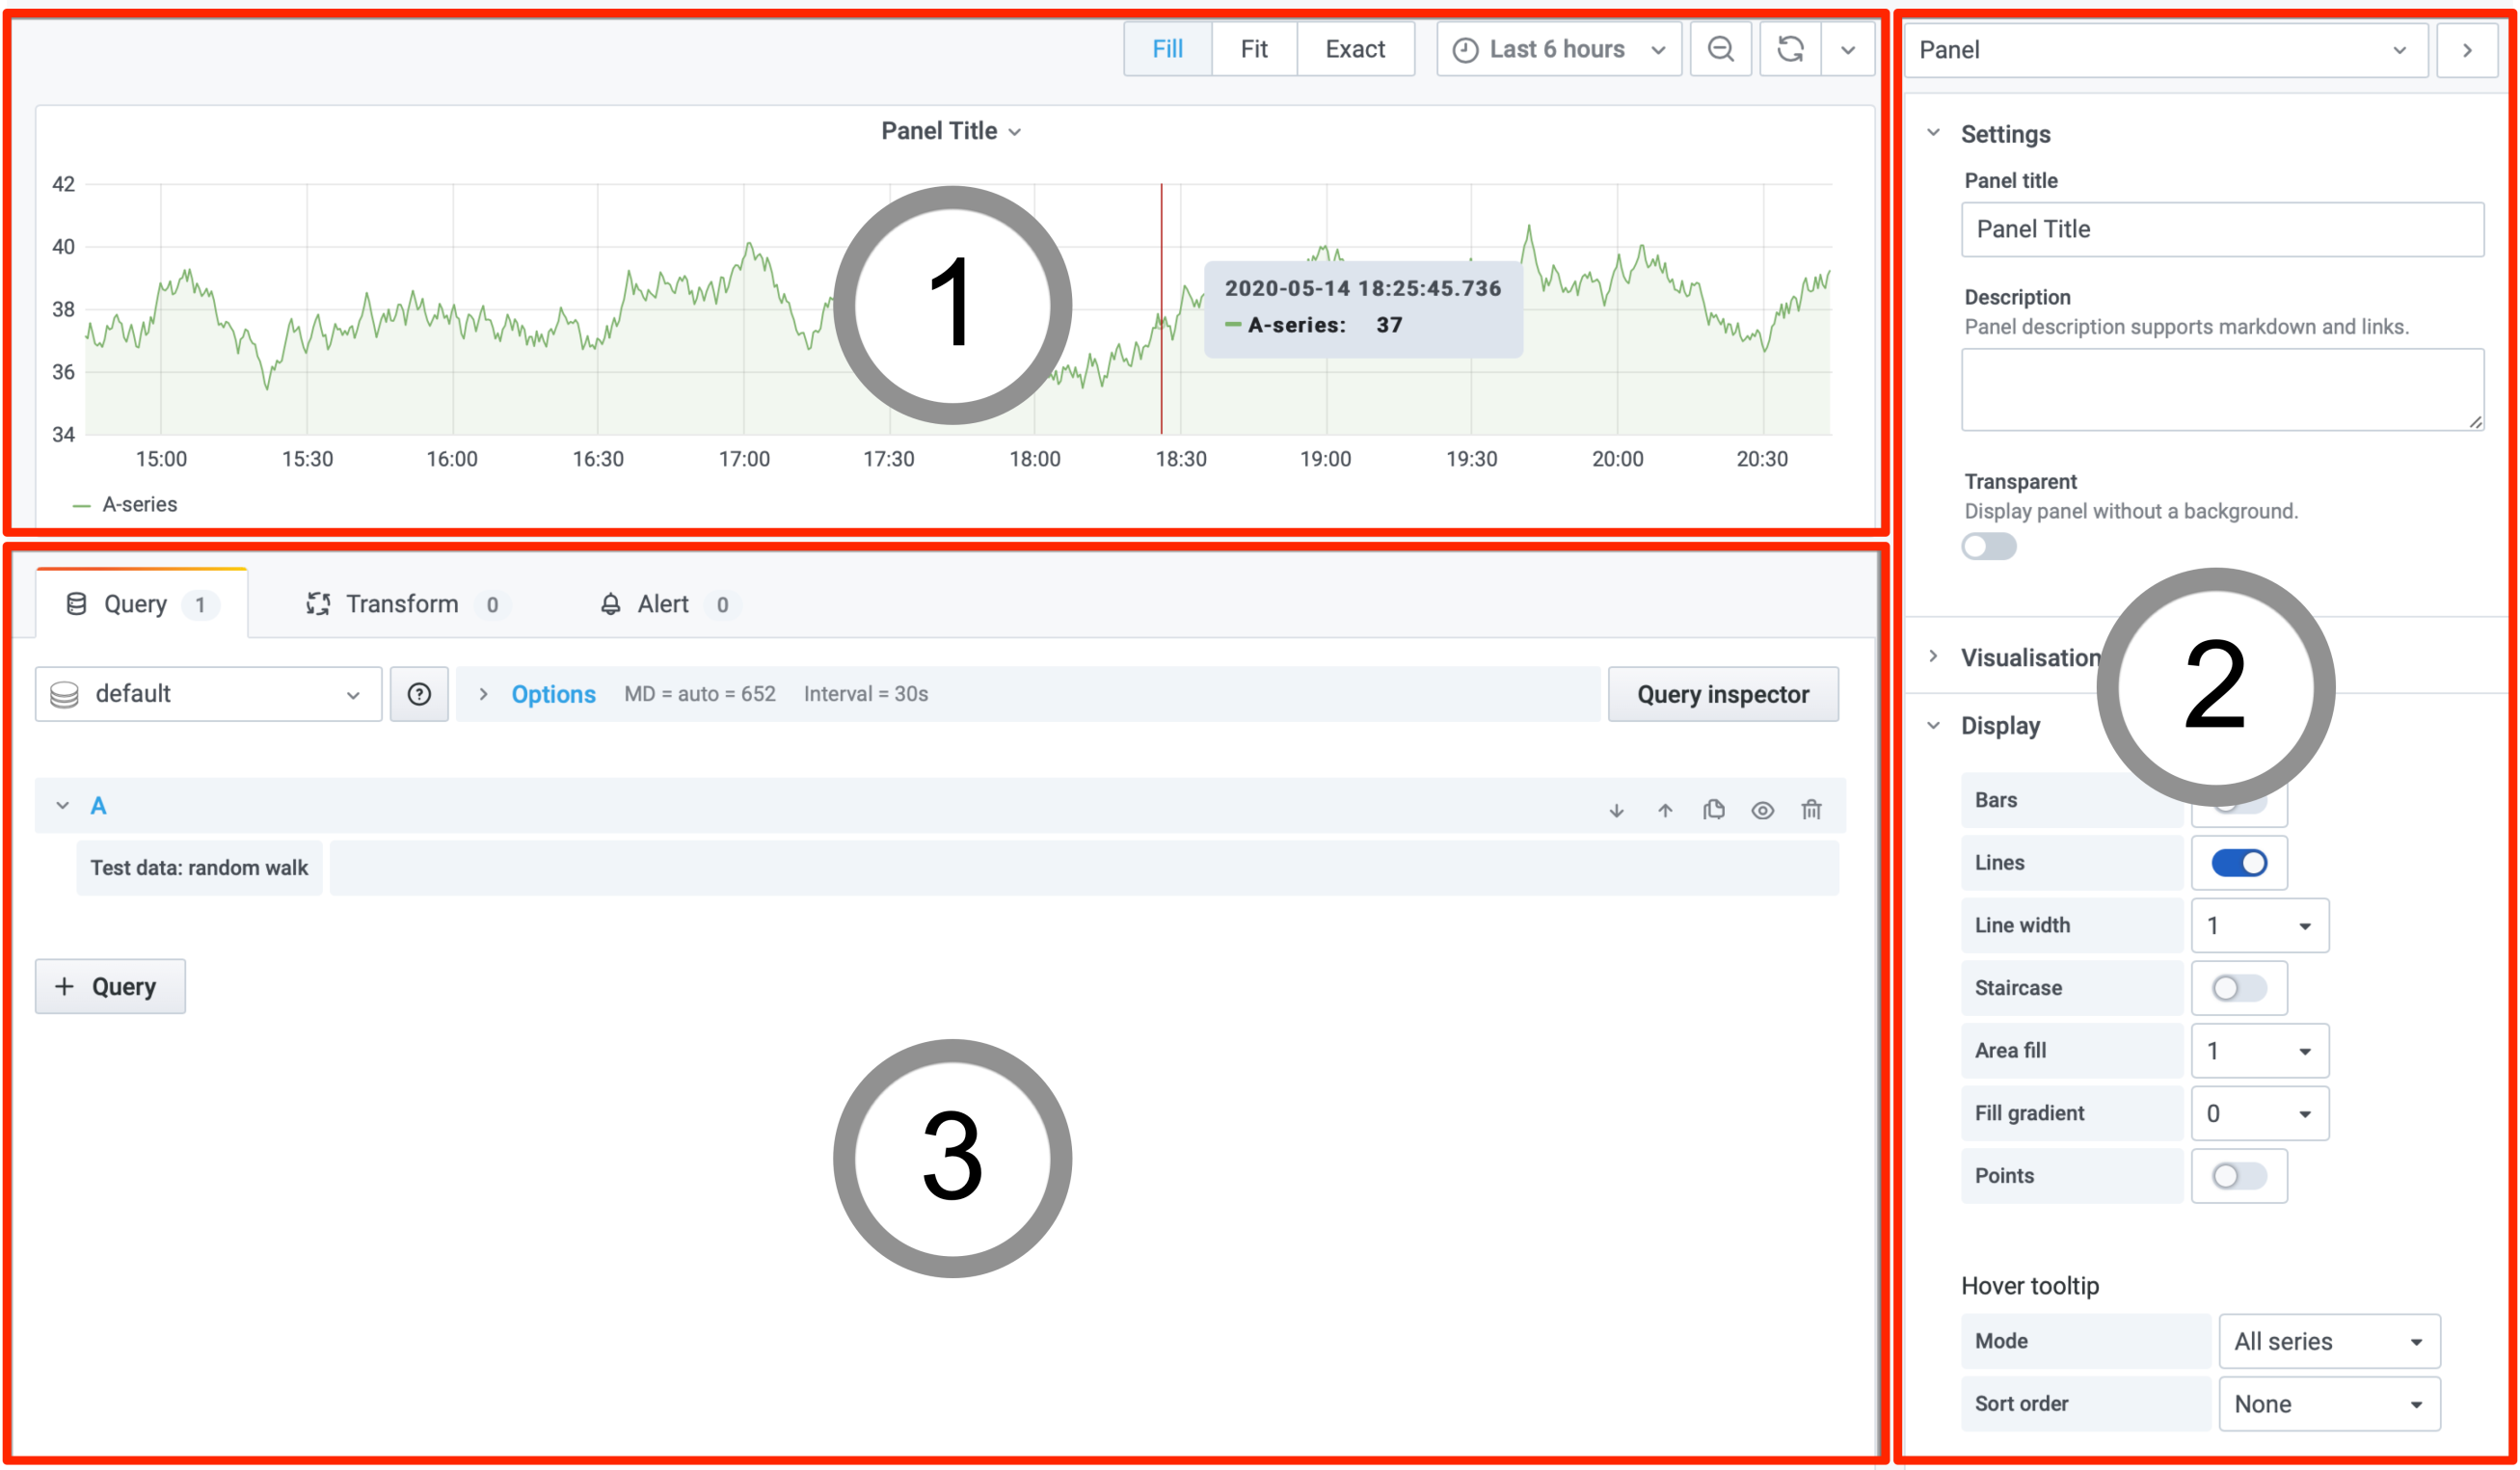 Fill Fit Exact Last 6 hours
Panel Title
42
40
38
36
34
15:00 15:30 16:00 16:30 17:00 17:30 18:00 18:30 19:00 19:30 20:00 20:30
2020-05-14 18:25:45.736
A-series: 37
A-series
1
Panel
Settings
Panel title
Panel Title
Description
Panel description supports markdown and links.
Transparent
Display panel without a background.
Visualisation
2
Display
Bars
Lines
Line width 1
Staircase
Area fill 1
Fill gradient 0
Points
Hover tooltip
Mode All series
Sort order None
Query 1 Transform 0 Alert 0
default ? Options MD = auto = 652 Interval = 30s Query inspector
A
Test data: random walk
+ Query
3